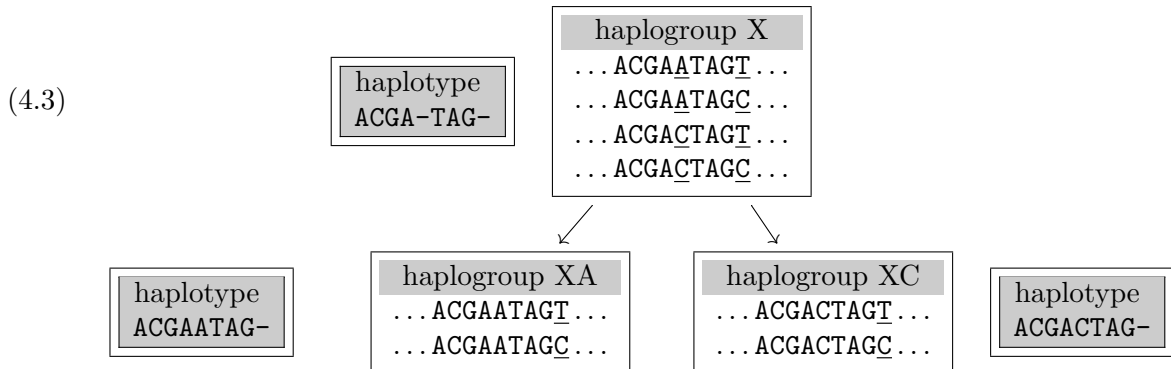 haplogroup X
...ACGAATAGT...
(4.3)
haplotype
...ACGAATAGC...
ACGA-TAG-
...ACGACTAGT...
...ACGACTAGC...
haplotype
haplogroup XA
haplogroup XC
haplotype
ACGAATAG-
...ACGAATAGT...
...ACGACTAGT...
ACGACTAG-
...ACGAATAGC...
...ACGACTAGC...